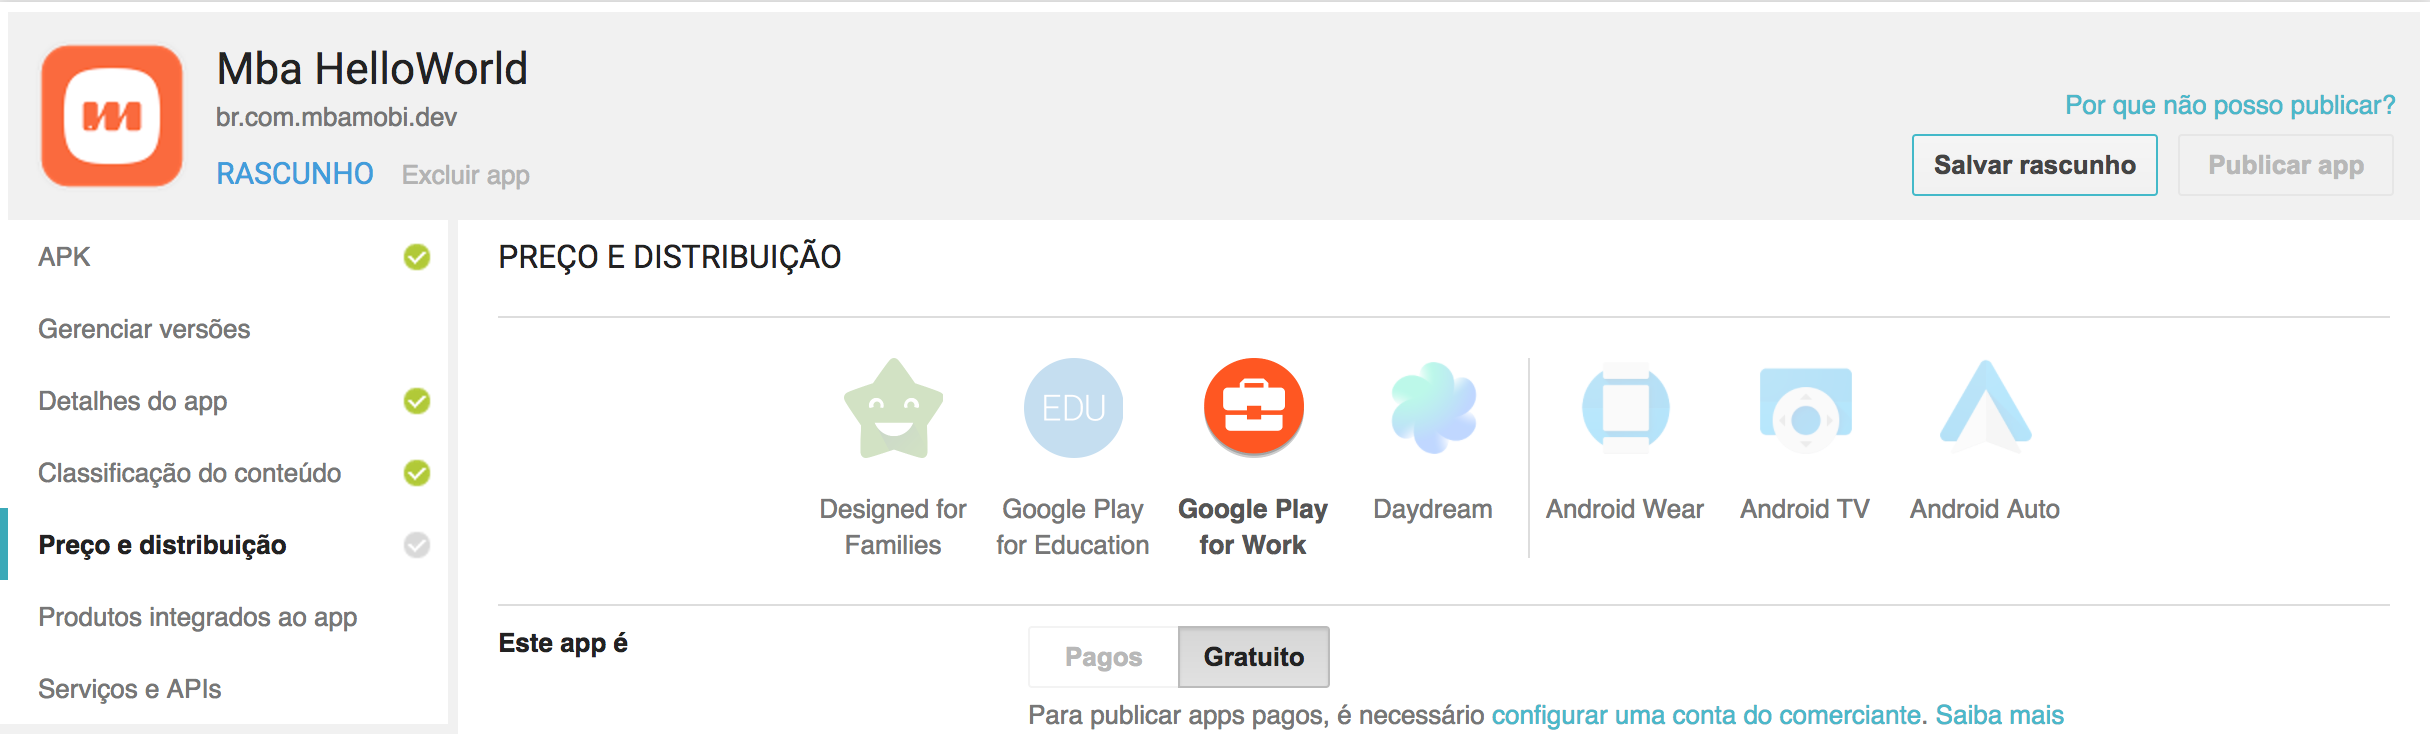 Mba HelloWorld
br.com.mbamobi.dev
RASCUNHO Excluir app
Por que não posso publicar?
Salvar rascunho Publicar app
APK
Gerenciar versões
Detalhes do app
Classificação do conteúdo
Preço e distribuição
Produtos integrados ao app
Serviços e APIs
PREÇO E DISTRIBUIÇÃO
EDU
Designed for
Families
Google Play
for Education
Google Play
for Work
Daydream
Android Wear
Android TV
Android Auto
Este app é
Pagos Gratuito
Para publicar apps pagos, é necessário configurar uma conta do comerciante. Saiba mais